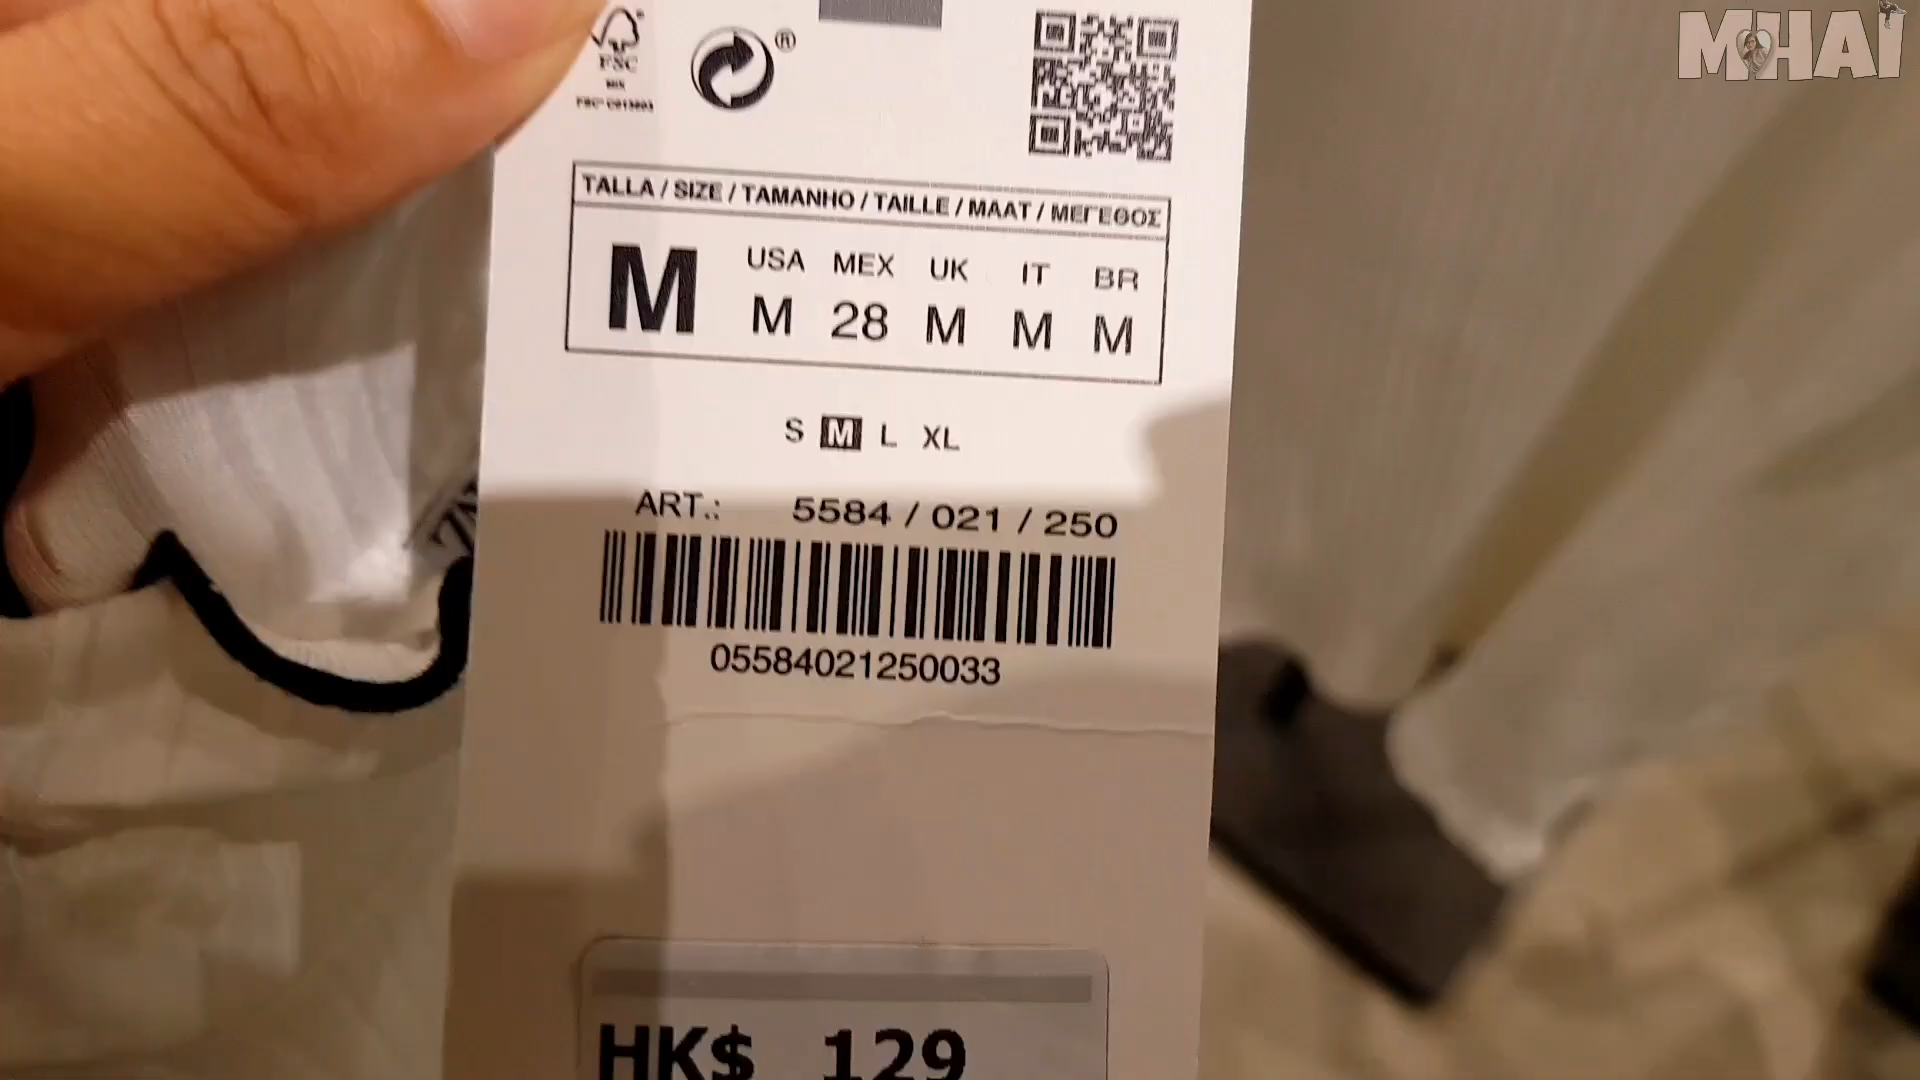 MHAI
FSC
MIX
®
TALLA / SIZE / TAMANHO / TAILLE / MAAT / ΜΕΓΕΘΟΣ
M
USA MEX UK IT BR
M 28 M M M
S M L XL
ART.: 5584 / 021 / 250
05584021250033
HK$ 129